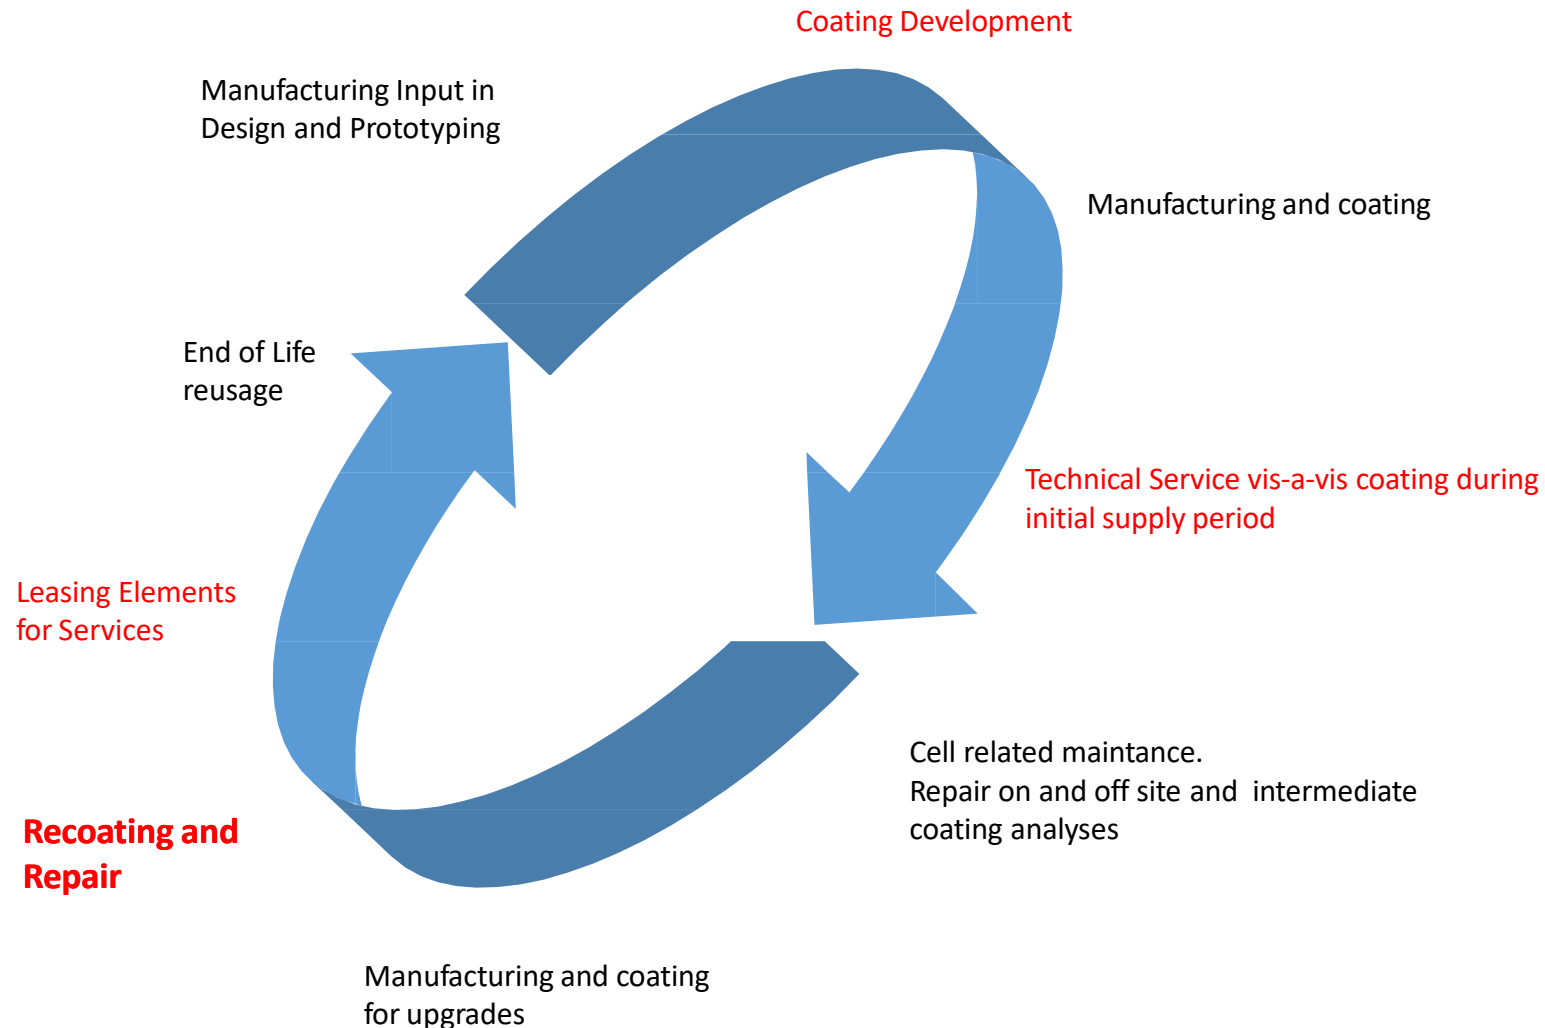 Coating Development
Manufacturing Input in
Design and Prototyping
Manufacturing and coating
End of Life
reusage
Technical Service vis-a-vis coating during
initial supply period
Leasing Elements
for Services
Cell related maintance.
Repair on and off site and  intermediate
coating analyses
Recoating and
Repair
Manufacturing and coating
for upgrades